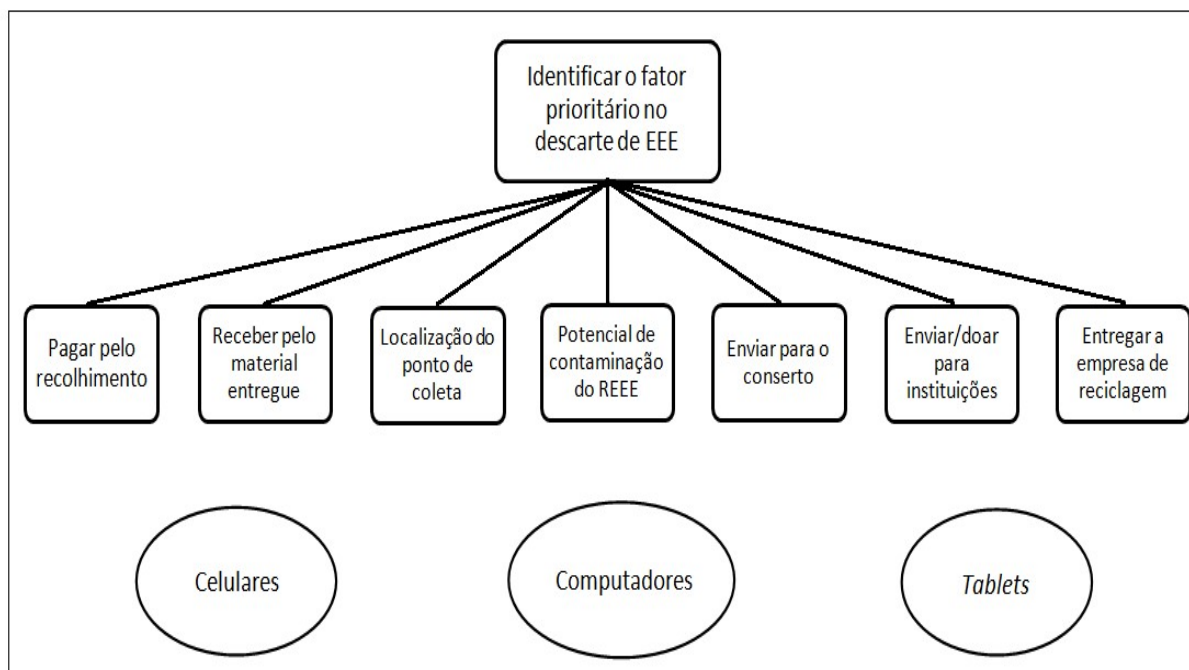 Identificar o fator
prioritário no
descarte de EEE
Pagar pelo
recolhimento
Receber pelo
material
entregue
Localização do
ponto de
coleta
Potencial de
contaminação
do REEE
Enviar para o
conserto
Enviar/doar
para
instituições
Entregar a
empresa de
reciclagem
Celulares
Computadores
Tablets